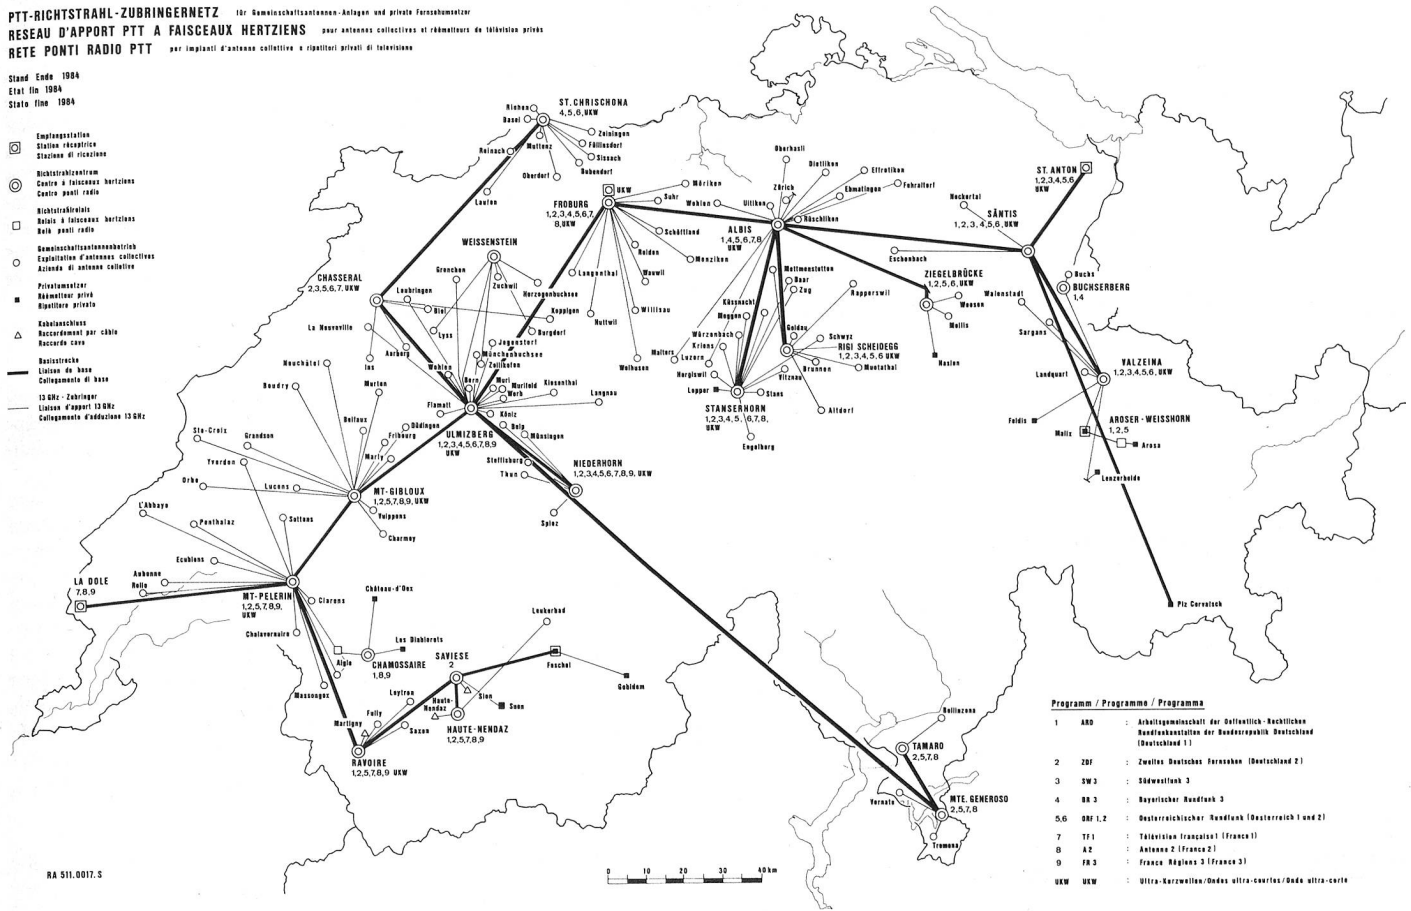 PTT-RICHTSTRAHL-ZUBRINGERNETZ für Gemeinschaftsantennen-Anlagen und private Fernsehumsetzer
RESEAU D'APPORT PTT A FAISCEAUX HERTZIENS pour antennes collectives et réémetteurs de télévision privés
RETE PONTI RADIO PTT per impianti d'antenne collettive e ripetitori privati di televisione
Stand Ende 1984
Etat fin 1984
Stato fine 1984
Empfangsstation
Station réceptrice
Stazione di ricezione
Richtstrahlzentrum
Centre à faisceaux hertziens
Centro ponti radio
Richtstrahlrelais
Relais à faisceaux hertziens
Relè ponti radio
Gemeinschaftsantennenbetrieb
Exploitation d'antennes collectives
Azienda di antenne collettive
Privatumsetzer
Réémetteur privé
Ripetitore privato
Kabelanschluss
Raccordement par câble
Raccordo cavo
Basisstrecke
Liaison de base
Collegamento di base
13 GHz - Zubringer
Liaison d'apport 13 GHz
Collegamento d'adduzione 13 GHz
ST. CHRISCHONA
4,5,6,UKW
Riehen
Basel
Reinach
Muttenz
Zeiningen
Füllinsdorf
Sissach
Bubendorf
Oberdorf
Laufen
UKW
FROBURG
1,2,3,4,5,6,7,
8,UKW
Möriken
Suhr
Schöftland
Menziken
Reiden
Wauwil
Willisau
Langenthal
Huttwil
Wolhusen
WEISSENSTEIN
Grenchen
Zuchwil
Herzogenbuchsee
Koppigen
Burgdorf
CHASSERAL
2,3,5,6,7, UKW
Leubringen
Biel
Lyss
La Neuveville
Aarberg
Ins
Jegenstorf
Münchenbuchsee
Zollikofen
Wohlen
Bern
Muri
Murifeld
Worb
Kiesenthal
Langnau
Flamatt
Köniz
Belp
Münsingen
ULMIZBERG
1,2,3,4,5,6,7,8,9
UKW
Steffisburg
Thun
Spiez
NIEDERHORN
1,2,3,4,5,6,7,8,9, UKW
Neuchâtel
Boudry
Murten
Belfaux
Düdingen
Fribourg
Marly
Ste-Croix
Grandson
Yverdon
Orbe
Lucens
MT-GIBLOUX
1,2,5,7,8,9, UKW
Vuippens
Charmey
L'Abbaye
Penthalaz
Sottens
Ecublens
Aubonne
Rolle
LA DOLE
7,8,9
MT-PELERIN
1,2,5,7,8,9,
UKW
Clarens
Chalavornaire
Massongex
Aigle
Château-d'Oex
Les Diablerets
CHAMOSSAIRE
1,8,9
SAVIESE
2
Leukerbad
Feschel
Gebidem
Sion
Suen
Haute-
Nendaz
HAUTE-NENDAZ
1,2,5,7,8,9
Leytron
Fully
Martigny
Saxon
RAVOIRE
1,2,5,7,8,9 UKW
Oberhasli
Dietlikon
Effretikon
Zürich
Ebmatingen
Fehraltorf
Wohlen
Uitikon
Rüschlikon
ALBIS
1,4,5,6,7,8
UKW
Mettmenstetten
Baar
Zug
Rapperswil
Küssnacht
Meggen
Würzenbach
Kriens
Luzern
Malters
Hergiswil
Lopper
Stans
STANSERHORN
1,2,3,4,5 ,6,7,8,
UKW
Engelberg
Goldau
Schwyz
RIGI SCHEIDEGG
1,2,3,4,5,6 UKW
Brunnen
Muotathal
Vitznau
Altdorf
ZIEGELBRÜCKE
1,2,5,6, UKW
Weesen
Mollis
Haslen
Heckertal
Eschenbach
SÄNTIS
1,2,3,4,5,6, UKW
ST. ANTON
1,2,3,4,5,6
UKW
Buchs
BUCHSERBERG
1,4
Walenstadt
Sargans
VALZEINA
1,2,3,4,5,6, UKW
Landquart
Feldis
AROSER-WEISSHORN
1,2,5
Malix
Arosa
Lenzerheide
Piz Corvatsch
Bellinzona
TAMARO
2,5,7,8
MTE. GENEROSO
2,5,7,8
Vernate
Tremona
Programm / Programme / Programma
1 ARD : Arbeitsgemeinschaft der Oeffentlich-Rechtlichen
Rundfunkanstalten der Bundesrepublik Deutschland
(Deutschland 1)
2 ZDF : Zweites Deutsches Fernsehen (Deutschland 2)
3 SW 3 : Südwestfunk 3
4 BR 3 : Bayerischer Rundfunk 3
5,6 ORF 1,2 : Oesterreichischer Rundfunk (Oesterreich 1 und 2)
7 TF1 : Télévision française 1 (France 1)
8 A2 : Antenne 2 (France 2)
9 FR 3 : France Régions 3 (France 3)
UKW UKW : Ultra-Kurzwellen/Ondes ultra-courtes/Onde ultra-corte
0 10 20 30 40 km
RA 511.0017.S